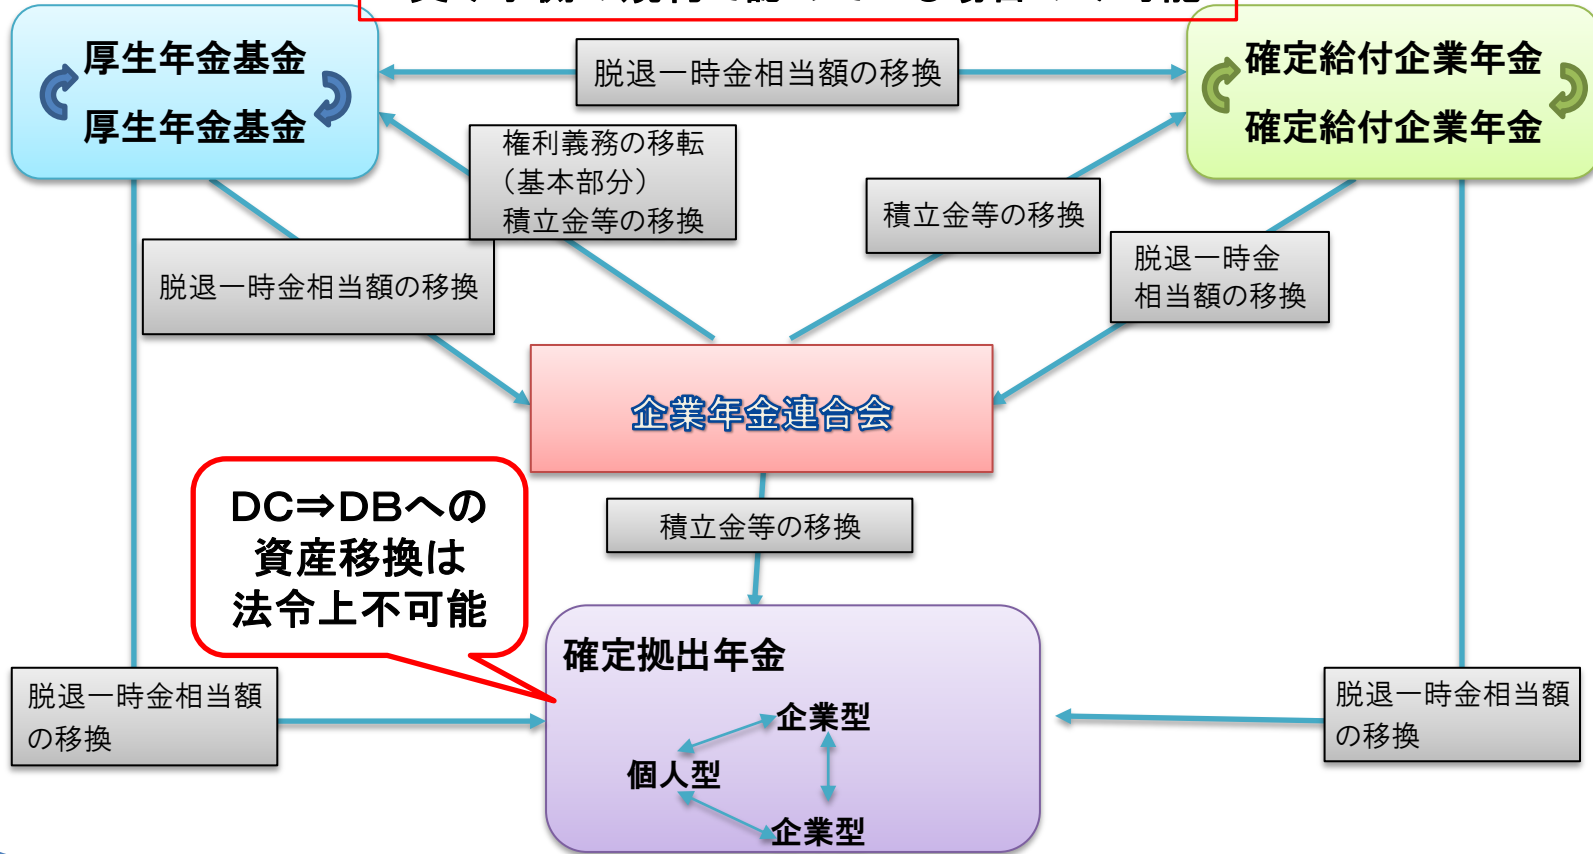 厚生年金基金
厚生年金基金
脱退一時金相当額の移換
確定給付企業年金
確定給付企業年金
権利義務の移転
（基本部分）
積立金等の移換
積立金等の移換
脱退一時金相当額の移換
脱退一時金
相当額の移換
企業年金連合会
積立金等の移換
DC⇒DBへの
資産移換は
法令上不可能
確定拠出年金
企業型
個人型
企業型
脱退一時金相当額
の移換
脱退一時金相当額
の移換